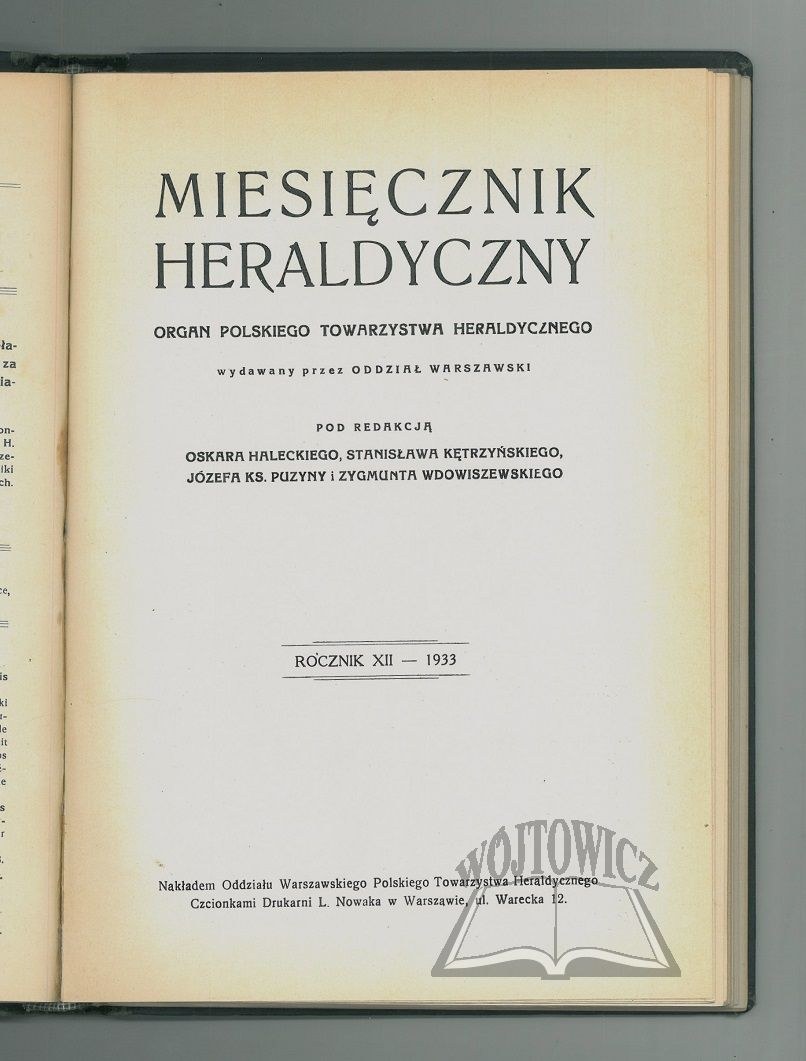 MIESIĘCZNIK
HERALDYCZNY
ORGAN POLSKIEGO TOWARZYSTWA HERALDYCZNEGO
wydawany przez ODDZIAŁ WARSZAWSKI
POD REDAKCJĄ
OSKARA HALECKIEGO, STANISŁAWA KĘTRZYŃSKIEGO,
JÓZEFA KS. PUZYNY i ZYGMUNTA WDOWISZEWSKIEGO
ROCZNIK XII — 1933
Nakładem Oddziału Warszawskiego Polskiego Towarzystwa Heraldycznego
Czcionkami Drukarni L. Nowaka w Warszawie, ul. Warecka 12.
WÓJTOWICZ